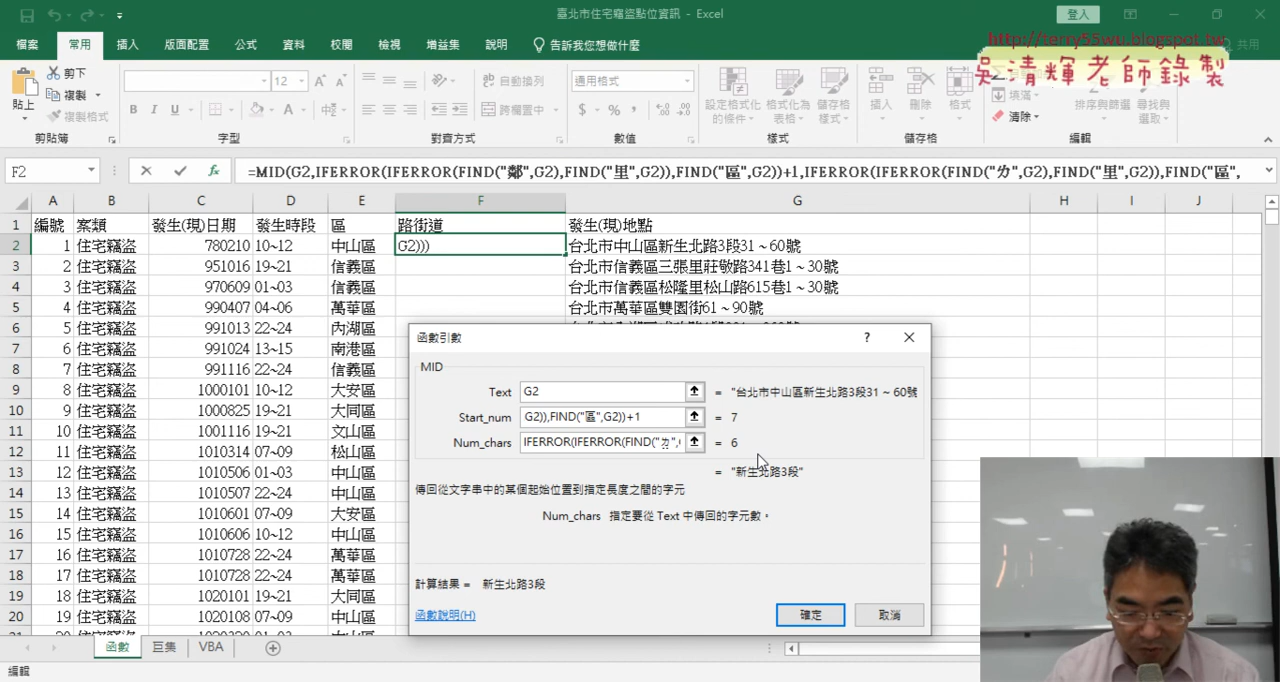 臺北市住宅竊盜點位資訊 - Excel
登入
http://terry55wu.blogspot.tw
吳清輝老師錄製
檔案 常用 插入 版面配置 公式 資料 校閱 檢視 增益集 說明 告訴我您想做什麼 共用
貼上 剪下 複製 複製格式
12
B I U
自動換列 跨欄置中
通用格式
設定格式化的條件 格式化為表格 儲存格樣式
插入 刪除 格式
填滿 清除
排序與篩選 尋找與選取
剪貼簿 字型 對齊方式 數值 樣式 儲存格 編輯
F2 =MID(G2,IFERROR(IFERROR(FIND("鄰",G2),FIND("里",G2)),FIND("區",G2))+1,IFERROR(IFERROR(FIND("ㄌ",G2),FIND("里",G2)),FIND("區",
A B C D E F G H I J
1 編號 案類 發生(現)日期 發生時段 區 路街道 發生(現)地點
2 1 住宅竊盜 780210 10~12 中山區 G2))) 台北市中山區新生北路3段31 ~ 60號
3 2 住宅竊盜 951016 19~21 信義區 台北市信義區三張里莊敬路341巷1 ~ 30號
4 3 住宅竊盜 970609 01~03 信義區 台北市信義區松隆里松山路615巷1 ~ 30號
5 4 住宅竊盜 990407 04~06 萬華區 台北市萬華區雙園街61 ~ 90號
6 5 住宅竊盜 991013 22~24 內湖區
7 6 住宅竊盜 991024 13~15 南港區
8 7 住宅竊盜 991116 22~24 信義區
9 8 住宅竊盜 1000101 10~12 大安區
10 9 住宅竊盜 1000825 19~21 大同區
11 10 住宅竊盜 1001116 19~21 文山區
12 11 住宅竊盜 1010314 07~09 松山區
13 12 住宅竊盜 1010506 01~03 中山區
14 13 住宅竊盜 1010507 22~24 中山區
15 14 住宅竊盜 1010601 07~09 大安區
16 15 住宅竊盜 1010606 10~12 中山區
17 16 住宅竊盜 1010728 22~24 萬華區
18 17 住宅竊盜 1010728 22~24 萬華區
19 18 住宅竊盜 1020101 19~21 大同區
20 19 住宅竊盜 1020108 07~09 中山區
函數引數 ?
MID
Text G2 = "台北市中山區新生北路3段31 ~ 60號
Start_num G2)),FIND("區",G2))+1 = 7
Num_chars IFERROR(IFERROR(FIND("ㄌ",( = 6
= "新生北路3段"
傳回從文字串中的某個起始位置到指定長度之間的字元
Num_chars 指定要從 Text 中傳回的字元數。
計算結果 = 新生北路3段
函數說明(H) 確定 取消
函數 巨集 VBA
編輯